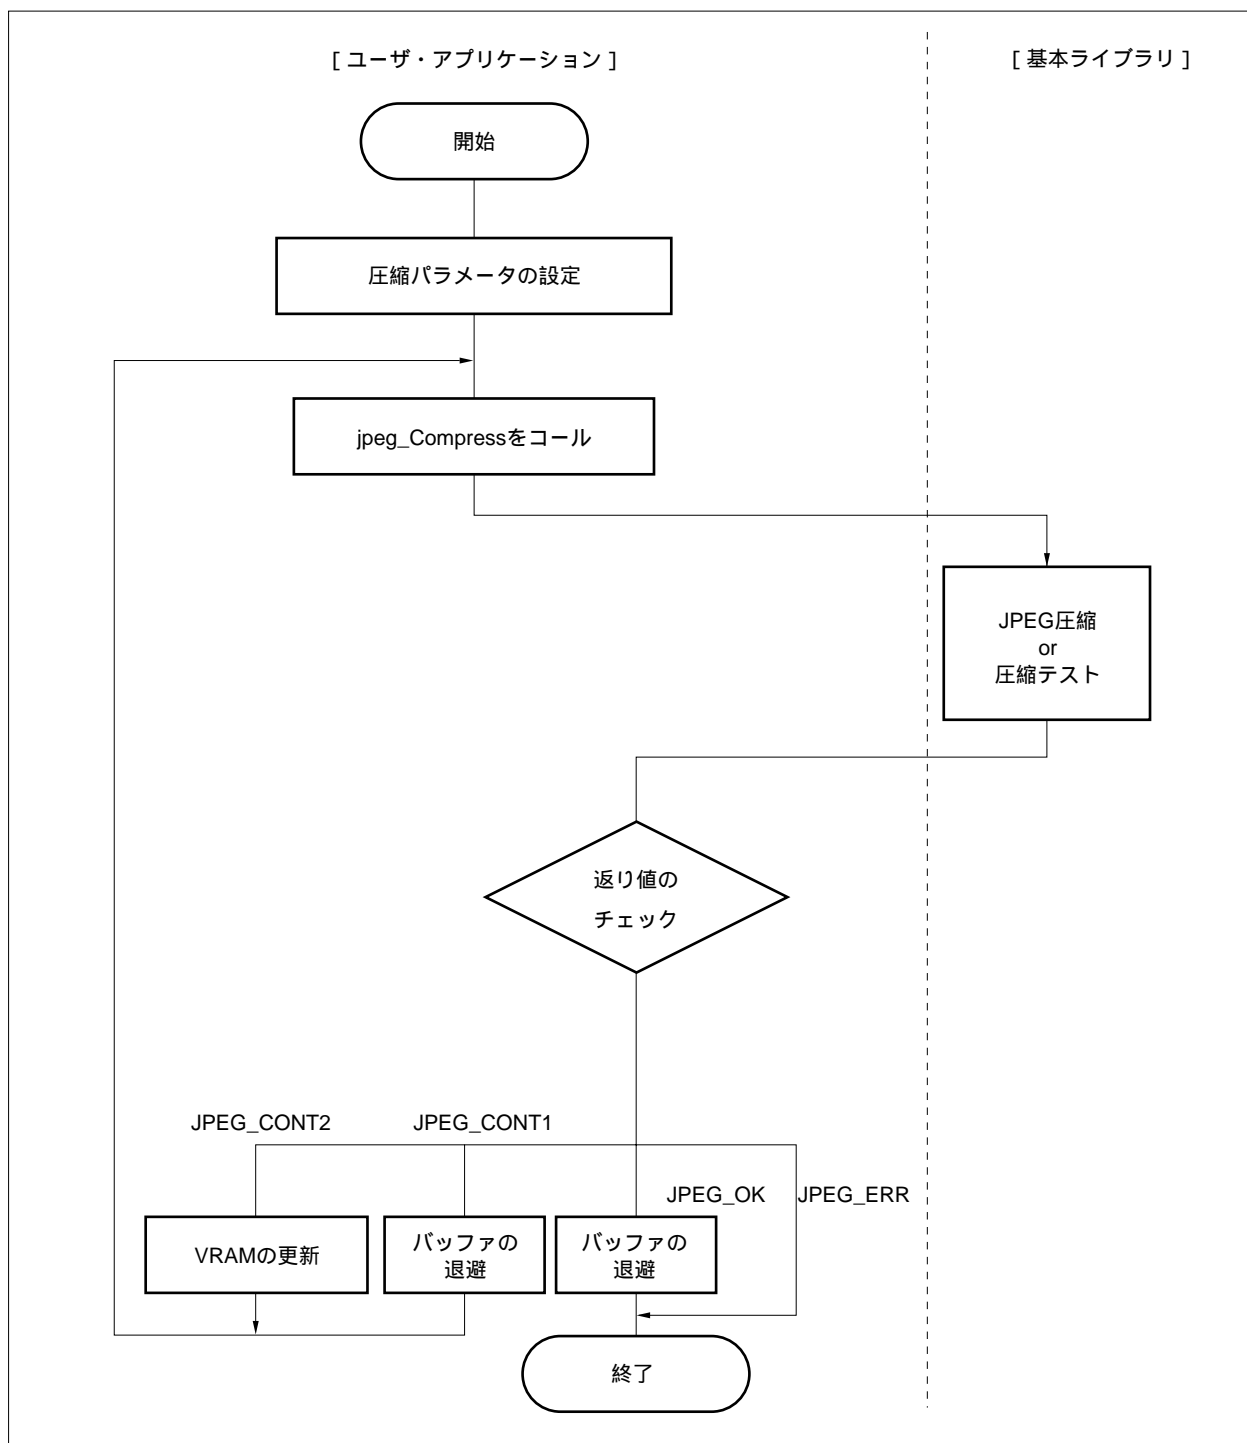 [ ユーザ・アプリケーション ]
[ 基本ライブラリ ]
開始
圧縮パラメータの設定
jpeg_Compressをコール
JPEG圧縮
or
圧縮テスト
返り値の
チェック
JPEG_CONT2
JPEG_CONT1
JPEG_OK
JPEG_ERR
VRAMの更新
バッファの
退避
バッファの
退避
終了